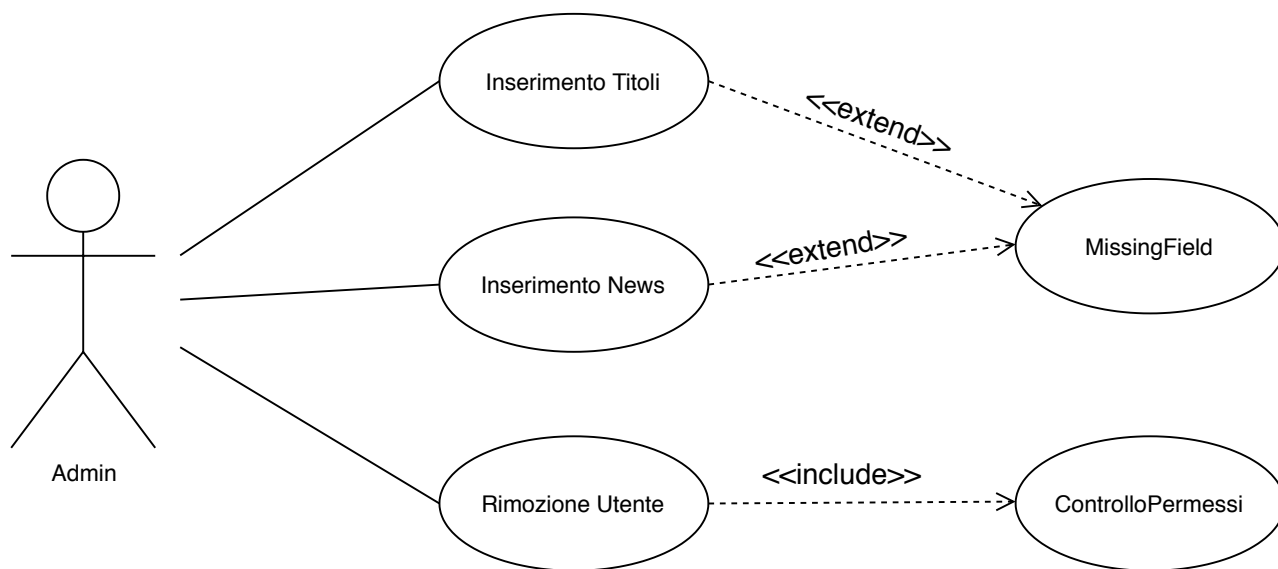 Inserimento Titoli
<<extend>>
MissingField
<<extend>>
Inserimento News
Admin
Rimozione Utente
<<include>>
ControlloPermessi